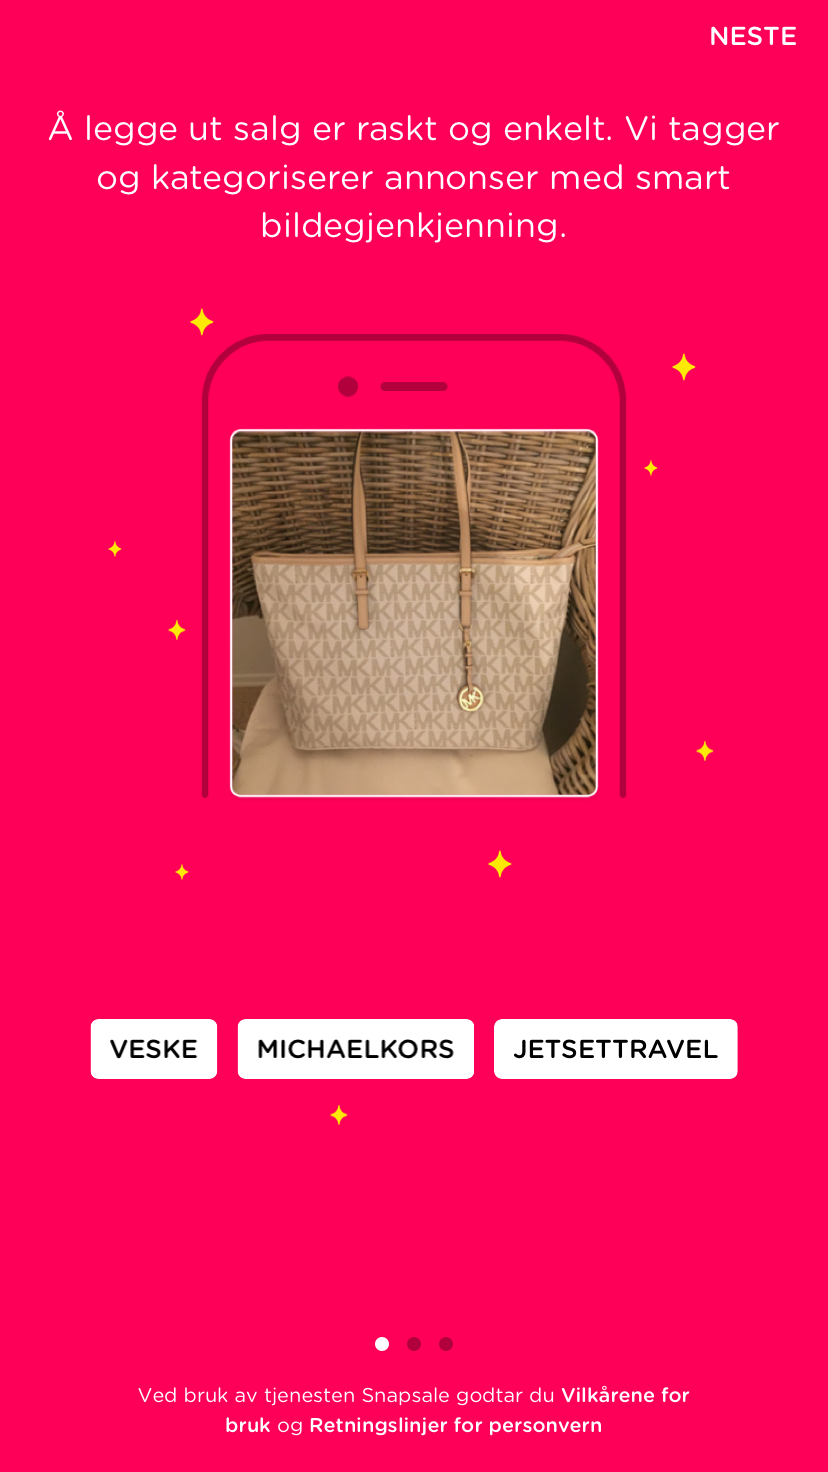 NESTE
Å legge ut salg er raskt og enkelt. Vi tagger
og kategoriserer annonser med smart
bildegjenkjenning.
VESKE MICHAELKORS JETSETTRAVEL
Ved bruk av tjenesten Snapsale godtar du Vilkårene for
bruk og Retningslinjer for personvern